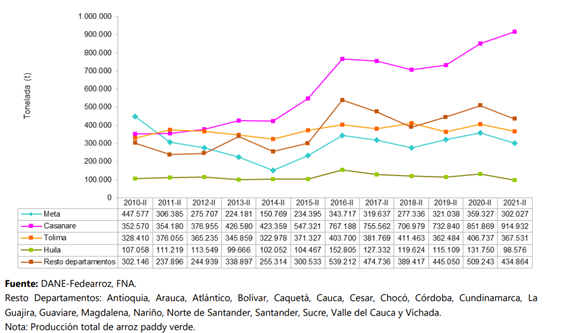 1.000.000
900.000
800.000
700.000
600.000
500.000
400.000
300.000
200.000
100.000
0
Tonelada (t)
2010-II 2011-II 2012-II 2013-II 2014-II 2015-II 2016-II 2017-II 2018-II 2019-II 2020-II 2021-II
Meta 447.577 306.385 275.707 224.181 150.769 234.395 343.717 319.637 277.336 321.038 359.327 302.027
Casanare 352.570 354.180 376.955 426.580 423.359 547.321 767.188 755.562 706.979 732.840 851.869 914.932
Tolima 328.410 376.055 365.235 345.859 322.978 371.327 403.700 381.769 411.463 362.484 406.737 367.531
Huila 107.058 111.219 113.549 99.666 102.052 104.467 152.805 127.332 119.624 115.109 131.750 98.576
Resto departamentos 302.146 237.896 244.939 338.897 255.314 300.533 539.212 474.736 389.417 445.050 509.243 434.864
Fuente: DANE-Fedearroz, FNA.
Resto Departamentos: Antioquia, Arauca, Atlántico, Bolívar, Caquetá, Cauca, Cesar, Chocó, Córdoba, Cundinamarca, La
Guajira, Guaviare, Magdalena, Nariño, Norte de Santander, Santander, Sucre, Valle del Cauca y Vichada.
Nota: Producción total de arroz paddy verde.